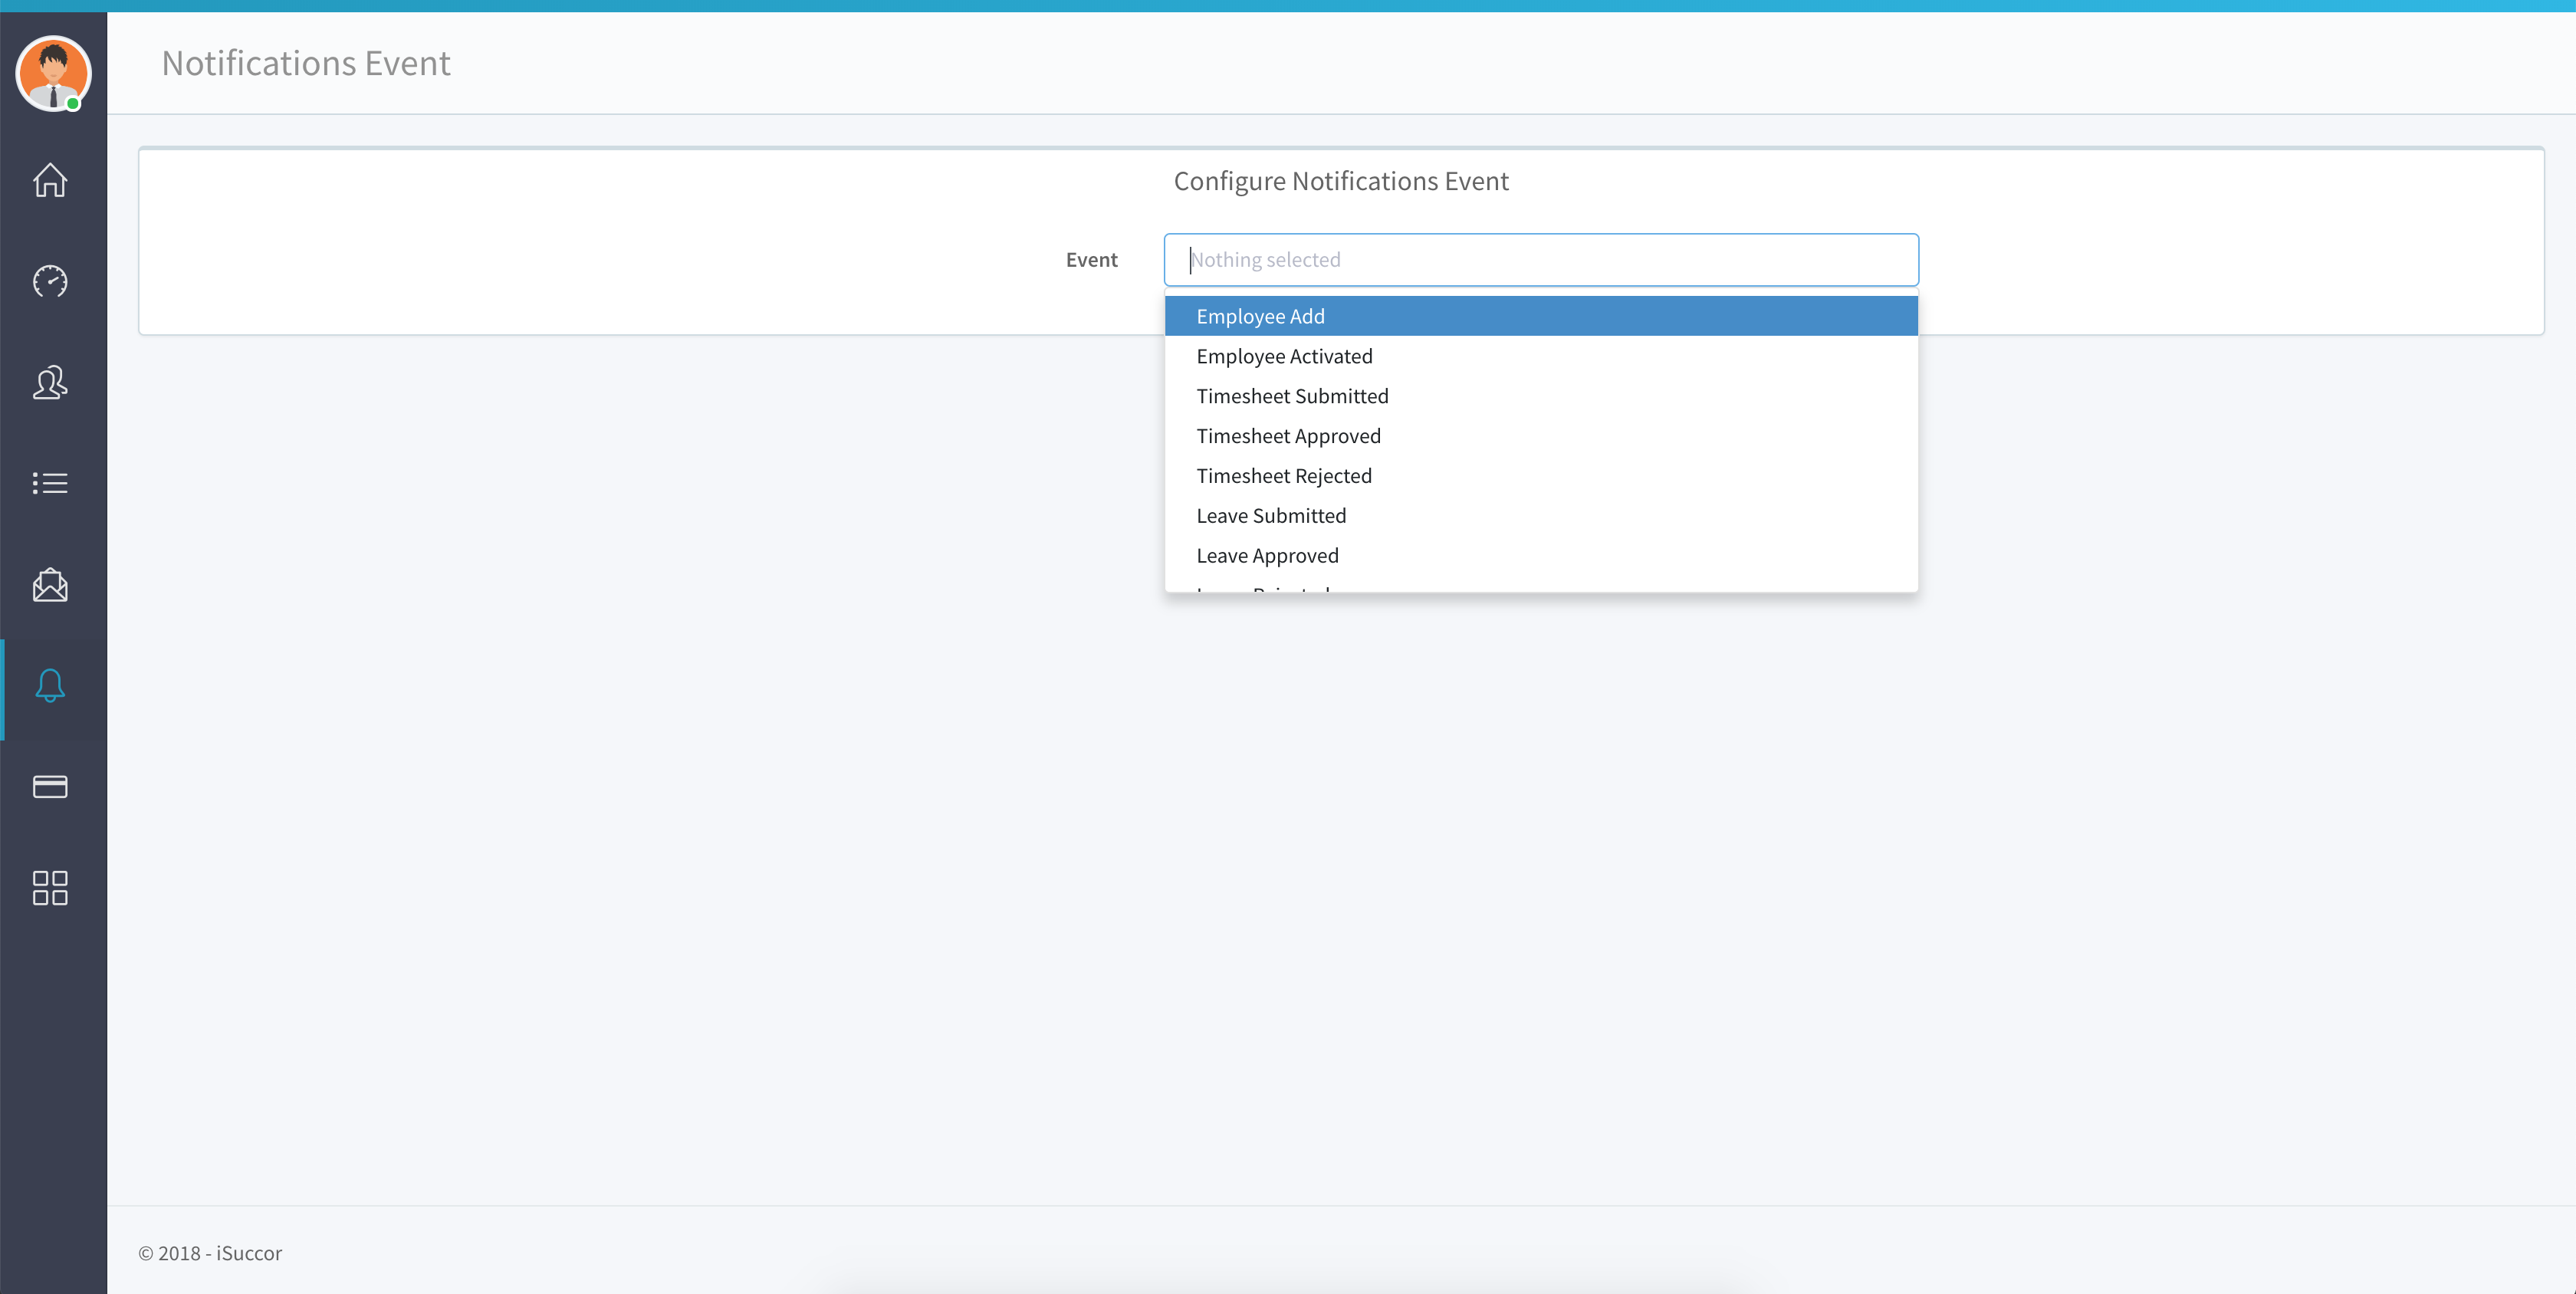 Notifications Event
Configure Notifications Event
Event
Nothing selected
Employee Add
Employee Activated
Timesheet Submitted
Timesheet Approved
Timesheet Rejected
Leave Submitted
Leave Approved
© 2018 - iSuccor